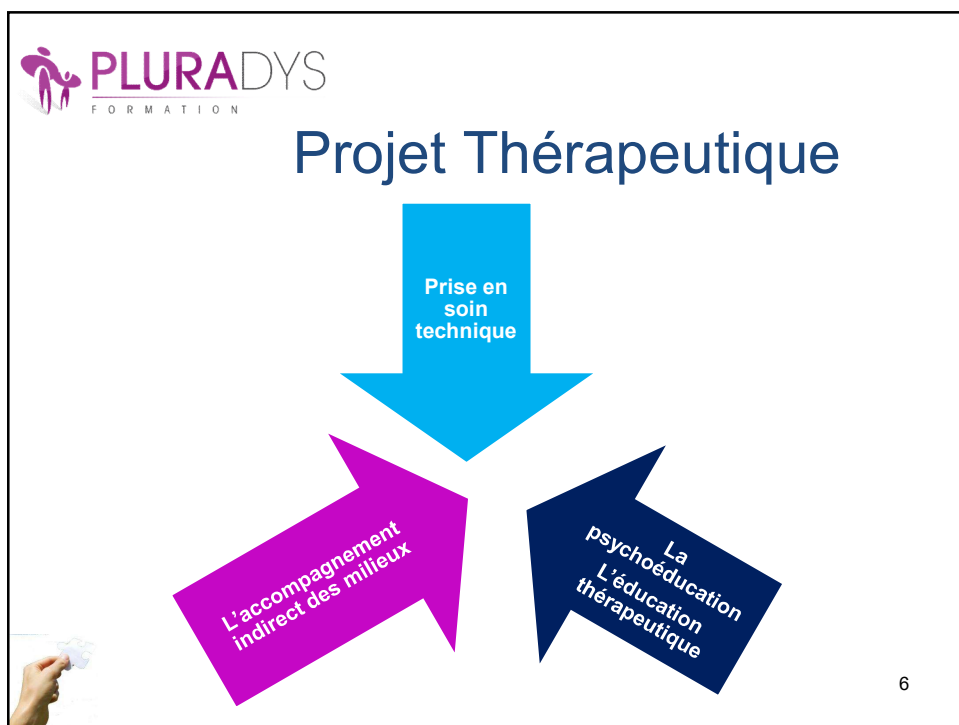 PLURADYS
FORMATION
Projet Thérapeutique
Prise en
soin
technique
L'accompagnement
indirect des milieux
La
psychoéducation
L'éducation
thérapeutique
6